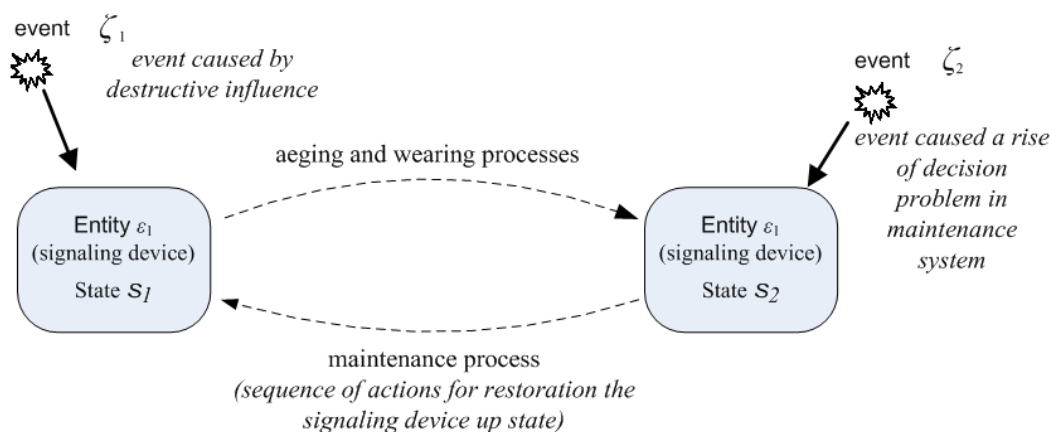 event ζ1
event caused by
destructive influence
event ζ2
event caused a rise
of decision
problem in
maintenance
system
aeging and wearing processes
Entity ε1
(signaling device)
State S1
Entity ε1
(signaling device)
State S2
maintenance process
(sequence of actions for restoration the
signaling device up state)